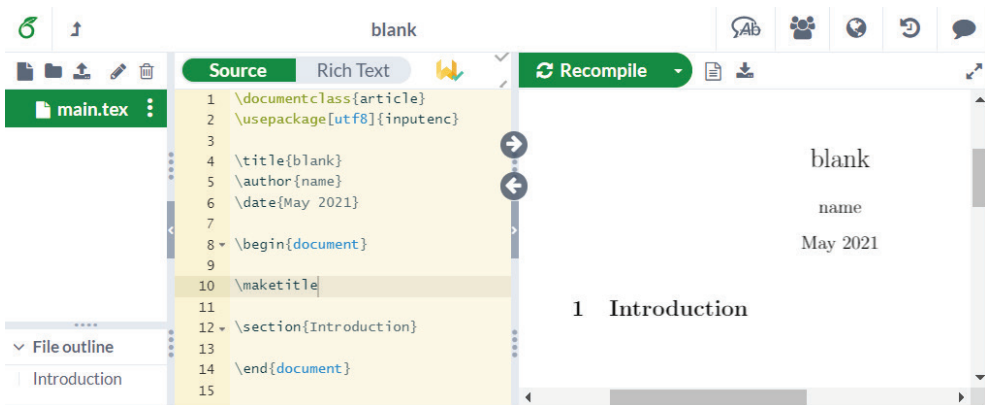 blank
Source Rich Text
Recompile
main.tex
1 \documentclass{article}
2 \usepackage[utf8]{inputenc}
3
4 \title{blank}
5 \author{name}
6 \date{May 2021}
7
8 \begin{document}
9
10 \maketitle
11
12 \section{Introduction}
13
14 \end{document}
15
File outline
Introduction
blank
name
May 2021
1 Introduction